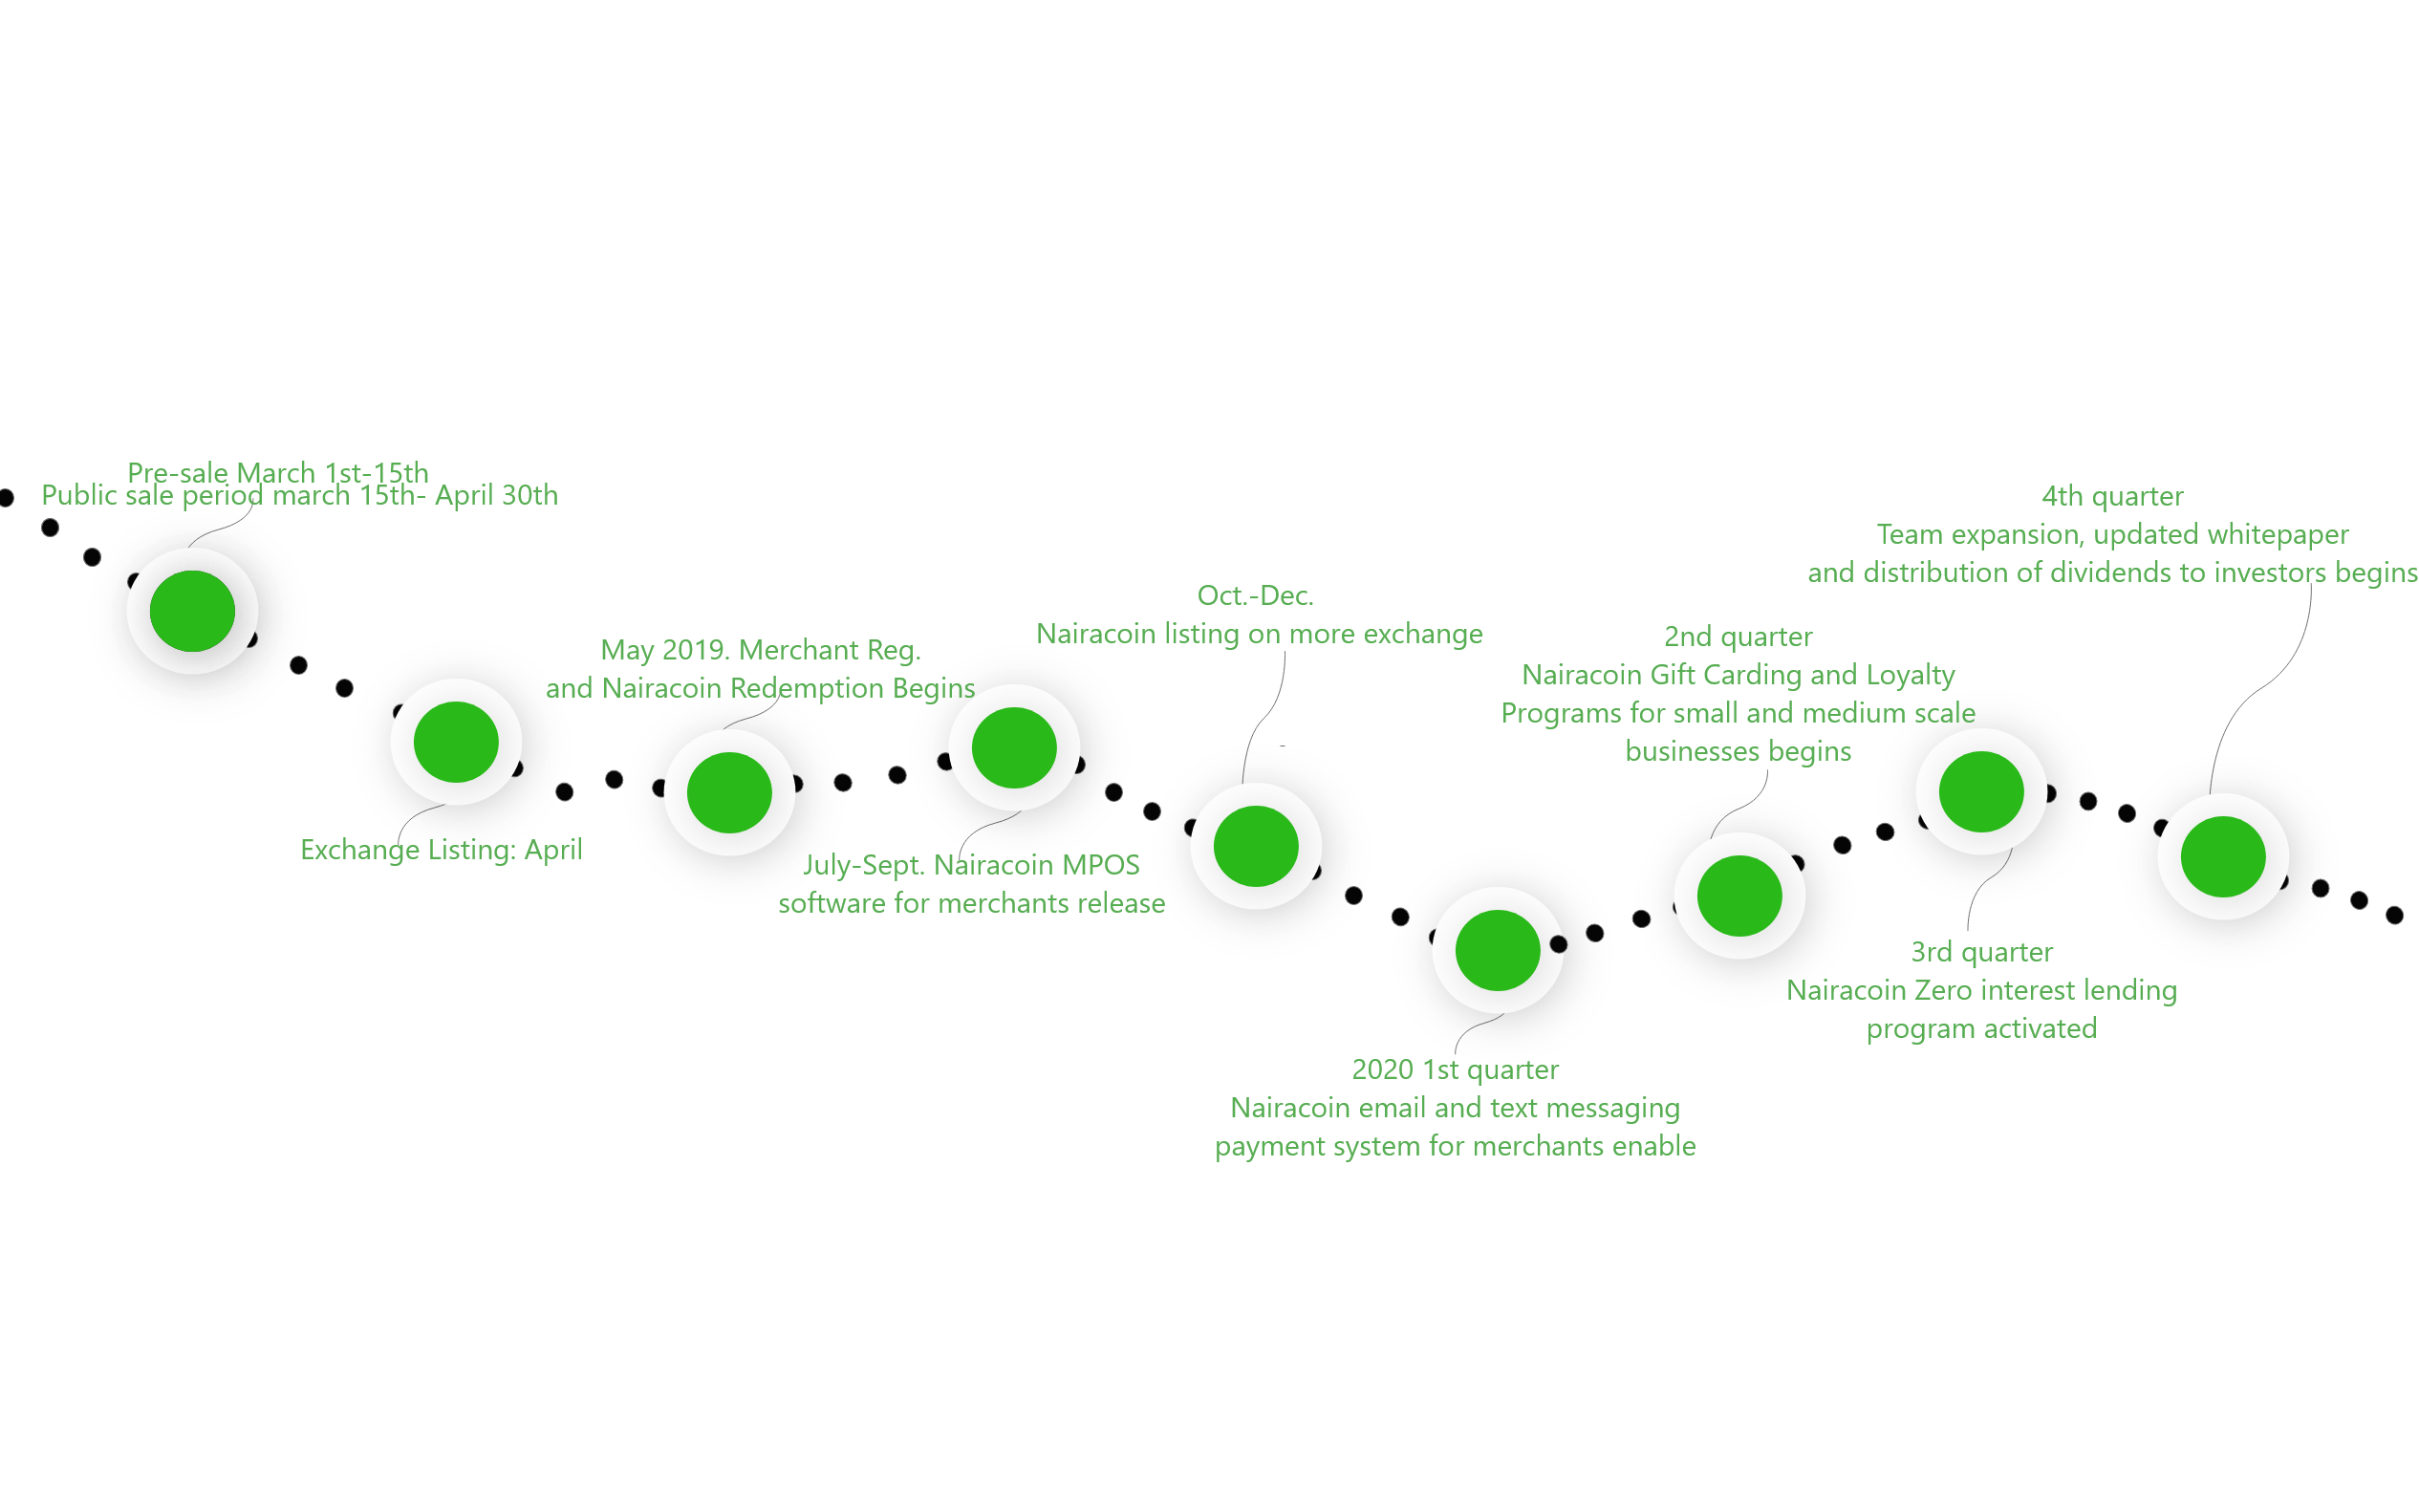 Pre-sale March 1st-15th
Public sale period march 15th- April 30th
Exchange Listing: April
May 2019. Merchant Reg.
and Nairacoin Redemption Begins
July-Sept. Nairacoin MPOS
software for merchants release
Oct.-Dec.
Nairacoin listing on more exchange
-
2020 1st quarter
Nairacoin email and text messaging
payment system for merchants enable
2nd quarter
Nairacoin Gift Carding and Loyalty
Programs for small and medium scale
businesses begins
3rd quarter
Nairacoin Zero interest lending
program activated
4th quarter
Team expansion, updated whitepaper
and distribution of dividends to investors begins